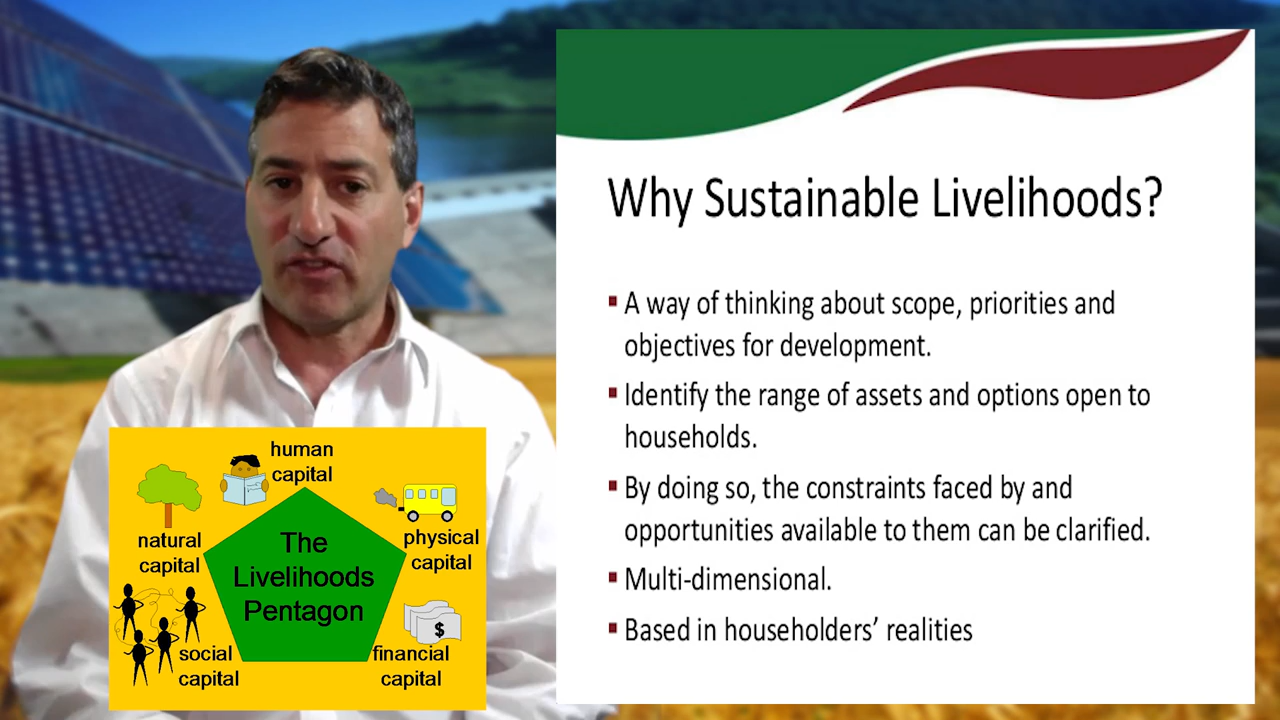 Why Sustainable Livelihoods?
▪ A way of thinking about scope, priorities and
objectives for development.
▪ Identify the range of assets and options open to
households.
▪ By doing so, the constraints faced by and
opportunities available to them can be clarified.
▪ Multi-dimensional.
▪ Based in householders’ realities
human
capital
natural
capital
physical
capital
The
Livelihoods
Pentagon
$
social
capital
financial
capital